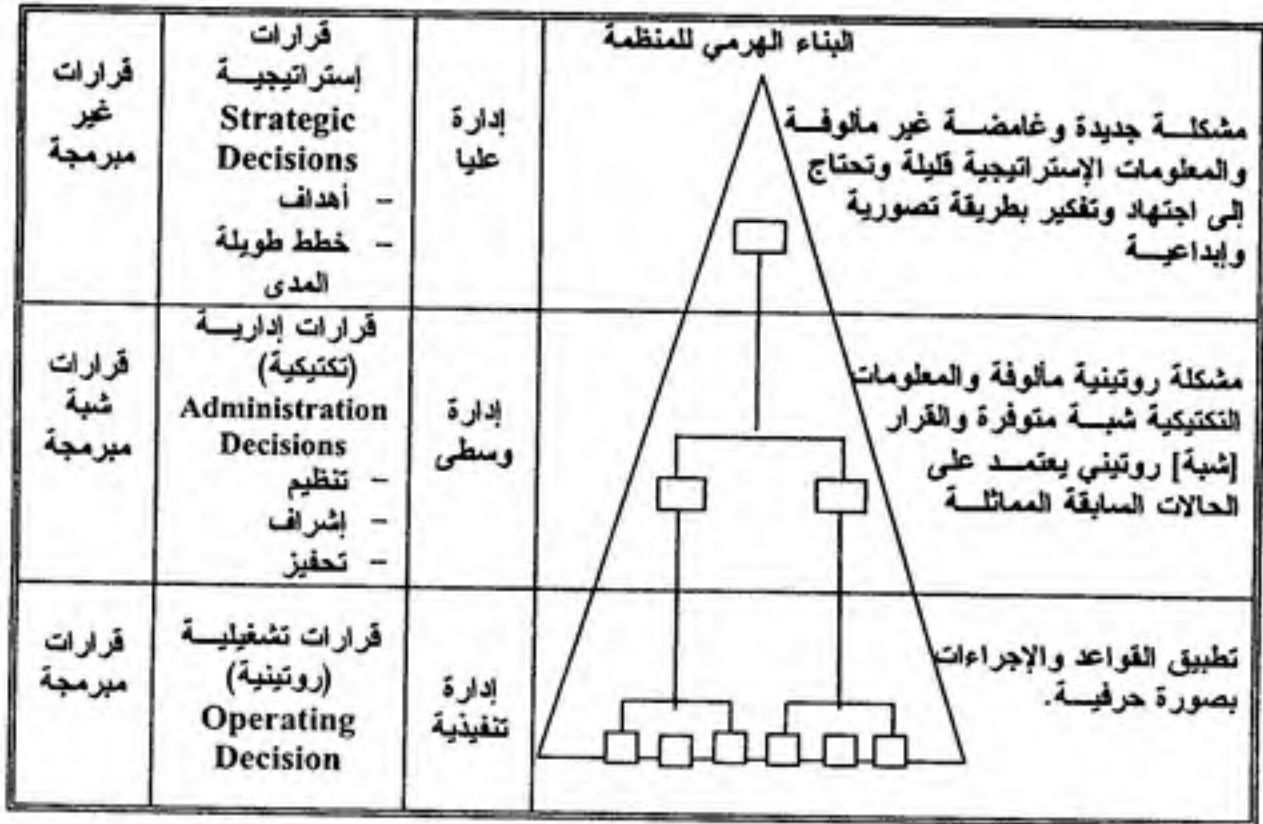 البناء الهرمي للمنظمة
مشكلة جديدة وغامضة غير مألوفة
والمعلومات الإستراتيجية قليلة وتحتاج
إلى اجتهاد وتفكير بطريقة تصورية
وإبداعية
إدارة
عليا
قرارات
إستراتيجية
Strategic
Decisions
- أهداف
- خطط طويلة
المدى
قرارات
غير
مبرمجة
مشكلة روتينية مألوفة والمعلومات
التكتيكية شبة متوفرة والقرار
[شبة] روتيني يعتمد على
الحالات السابقة المماثلة
إدارة
وسطى
قرارات إدارية
(تكتيكية)
Administration
Decisions
- تنظيم
- إشراف
- تحفيز
قرارات
شبة
مبرمجة
تطبيق القواعد والإجراءات
بصورة حرفية.
إدارة
تنفيذية
قرارات تشغيلية
(روتينية)
Operating
Decision
قرارات
مبرمجة